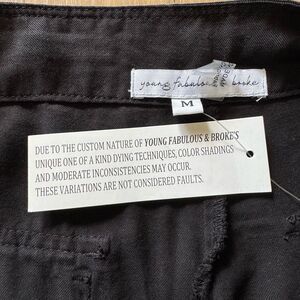 young fabulous & broke
M
DUE TO THE CUSTOM NATURE OF YOUNG FABULOUS & BROKE'S
UNIQUE ONE OF A KIND DYING TECHNIQUES, COLOR SHADINGS
AND MODERATE INCONSISTENCIES MAY OCCUR.
THESE VARIATIONS ARE NOT CONSIDERED FAULTS.